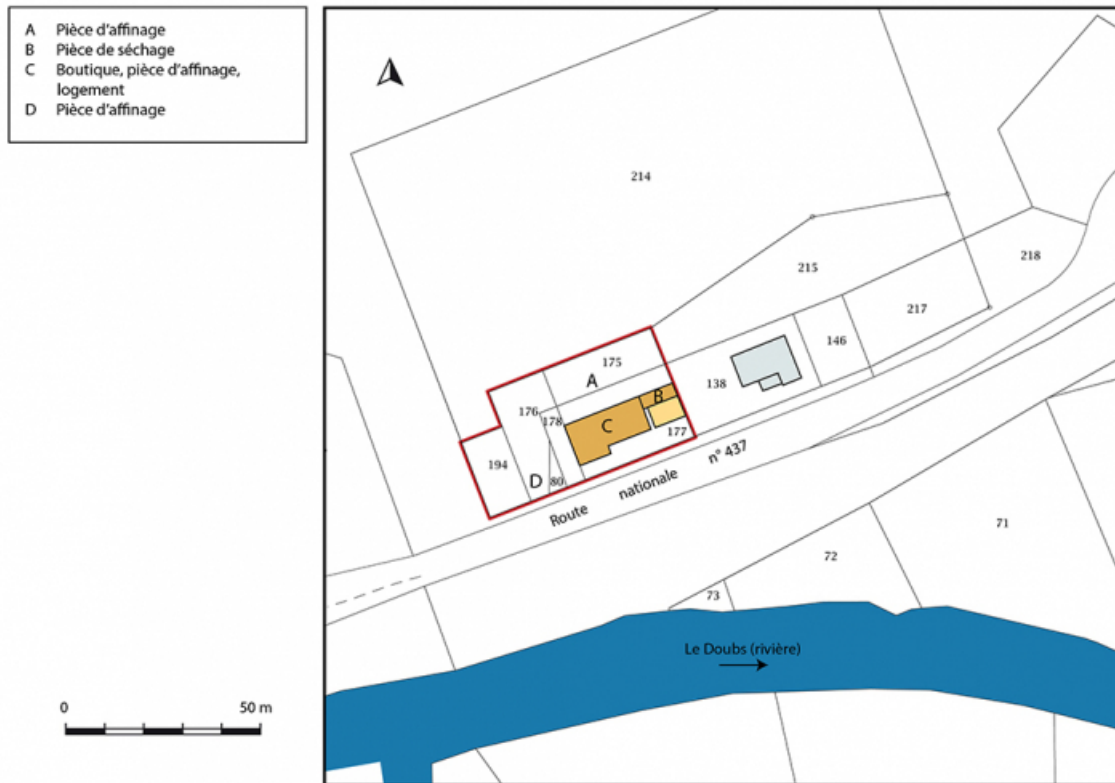 A Pièce d'affinage
B Pièce de séchage
C Boutique, pièce d'affinage,
logement
D Pièce d'affinage
214
215
218
217
146
138
175
A
176
178
B
C
177
194
D
80
Route nationale n° 437
71
72
73
Le Doubs (rivière)
0 50 m